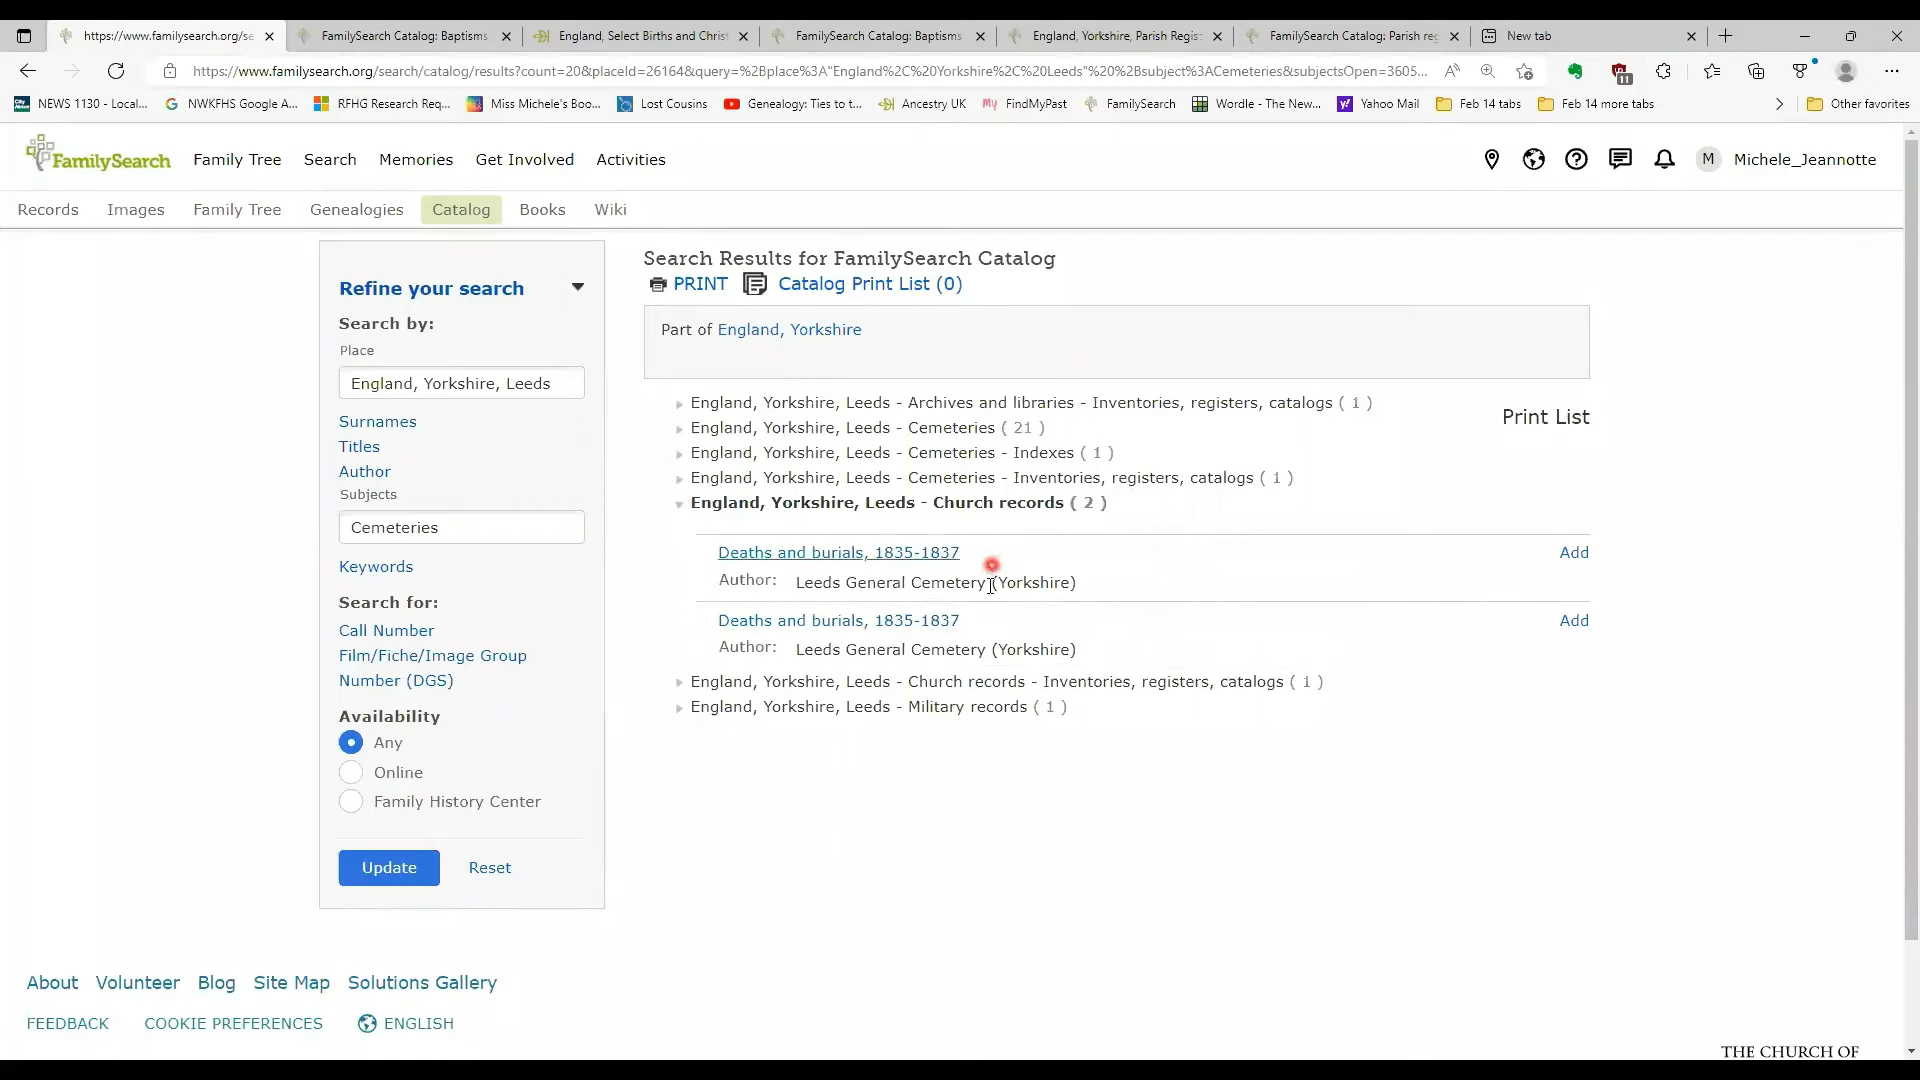 https://www.familysearch.org/se
FamilySearch Catalog: Baptisms
England, Select Births and Christ
FamilySearch Catalog: Baptisms
England, Yorkshire, Parish Regist
FamilySearch Catalog: Parish reg
New tab
https://www.familysearch.org/search/catalog/results?count=20&placeId=26164&query=%2Bplace%3A"England%2C%20Yorkshire%2C%20Leeds"%20%2Bsubject%3ACemeteries&subjectsOpen=3605...
11
NEWS 1130 - Local...
NWKFHS Google A...
RFHG Research Req...
Miss Michele's Boo...
Lost Cousins
Genealogy: Ties to t...
Ancestry UK
FindMyPast
FamilySearch
Wordle - The New...
Yahoo Mail
Feb 14 tabs
Feb 14 more tabs
Other favorites
FamilySearch
Family Tree
Search
Memories
Get Involved
Activities
M
Michele_Jeannotte
Records
Images
Family Tree
Genealogies
Catalog
Books
Wiki
Refine your search
Search by:
Place
England, Yorkshire, Leeds
Surnames
Titles
Author
Subjects
Cemeteries
Keywords
Search for:
Call Number
Film/Fiche/Image Group
Number (DGS)
Availability
Any
Online
Family History Center
Update
Reset
Search Results for FamilySearch Catalog
PRINT
Catalog Print List (0)
Part of England, Yorkshire
Print List
England, Yorkshire, Leeds - Archives and libraries - Inventories, registers, catalogs ( 1 )
England, Yorkshire, Leeds - Cemeteries ( 21 )
England, Yorkshire, Leeds - Cemeteries - Indexes ( 1 )
England, Yorkshire, Leeds - Cemeteries - Inventories, registers, catalogs ( 1 )
England, Yorkshire, Leeds - Church records ( 2 )
Deaths and burials, 1835-1837
Add
Author: Leeds General Cemetery (Yorkshire)
Deaths and burials, 1835-1837
Add
Author: Leeds General Cemetery (Yorkshire)
England, Yorkshire, Leeds - Church records - Inventories, registers, catalogs ( 1 )
England, Yorkshire, Leeds - Military records ( 1 )
About
Volunteer
Blog
Site Map
Solutions Gallery
FEEDBACK
COOKIE PREFERENCES
ENGLISH
THE CHURCH OF